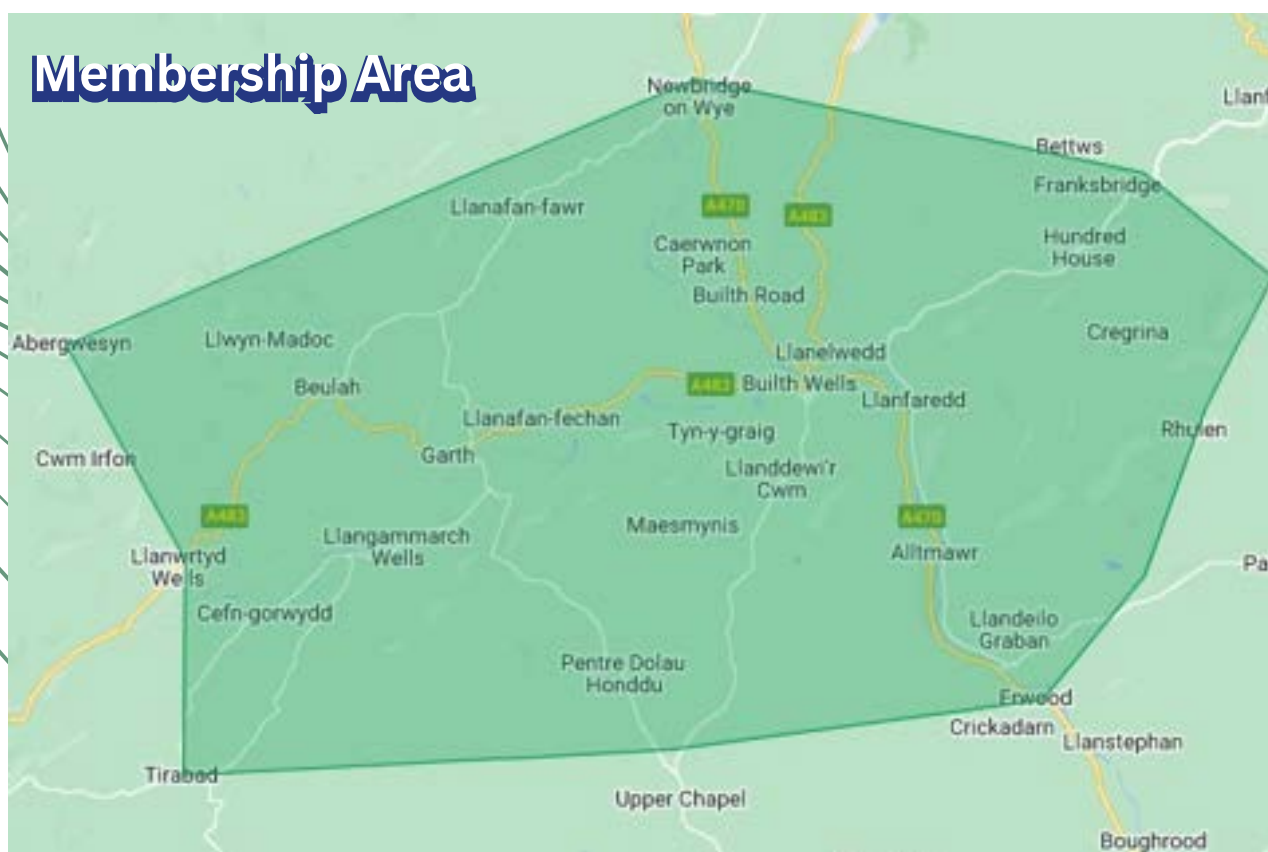 Membership Area
Newbridge
on Wye
Llanf
Bettws
Franksbridge
Llanafan-fawr
A470
A483
Caerwnon
Park
Hundred
House
Builth Road
Abergwesyn
Llwyn-Madoc
Cregrina
Llanelwedd
Beulah
A483
Builth Wells
Llanfaredd
Llanafan-fechan
Tyn-y-graig
Rhulen
Cwm Irfon
Garth
Llanddewi'r
Cwm
A483
Llangammarch
Wells
Maesmynis
A470
Llanwrtyd
Wells
Alltmawr
Pa
Cefn-gorwydd
Llandeilo
Graban
Pentre Dolau
Honddu
Erwood
Crickadarn
Llanstephan
Tirabad
Upper Chapel
Boughrood